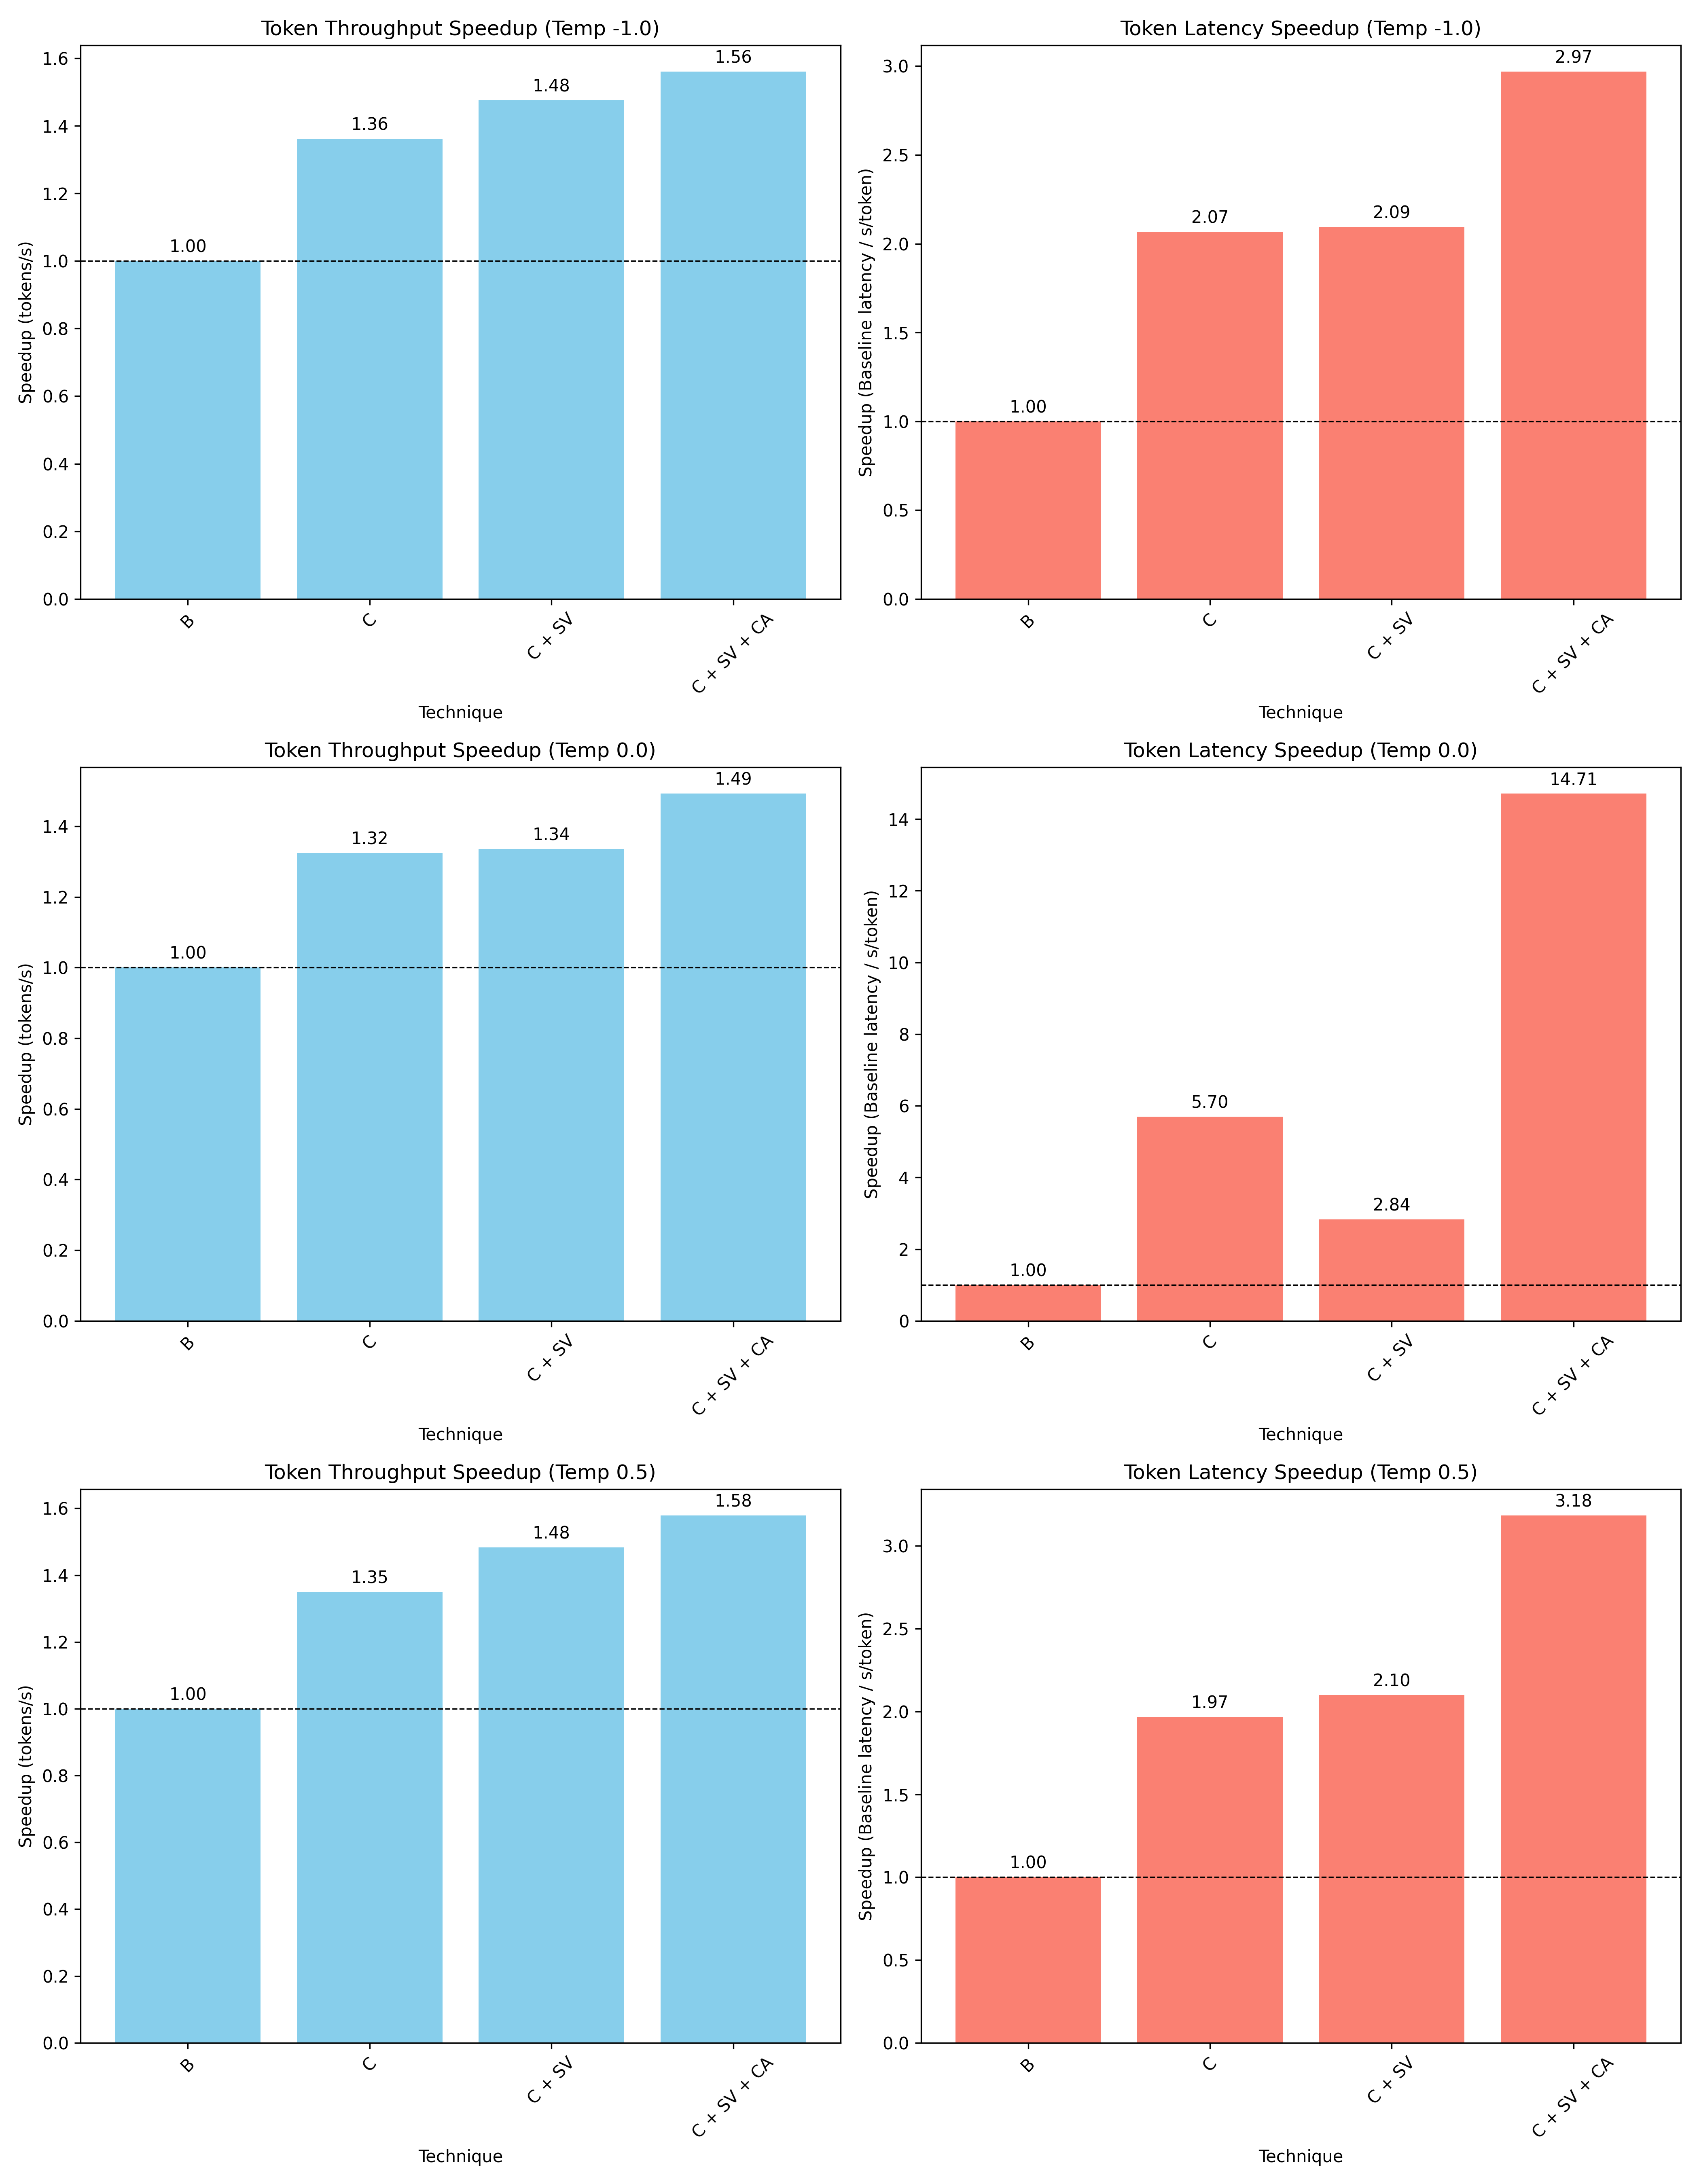 Token Throughput Speedup (Temp -1.0)
Speedup (tokens/s)
1.6
1.4
1.2
1.0
0.8
0.6
0.4
0.2
0.0
1.00
1.36
1.48
1.56
B
C
C + SV
C + SV + CA
Technique
Token Latency Speedup (Temp -1.0)
Speedup (Baseline latency / s/token)
3.0
2.5
2.0
1.5
1.0
0.5
0.0
1.00
2.07
2.09
2.97
B
C
C + SV
C + SV + CA
Technique
Token Throughput Speedup (Temp 0.0)
Speedup (tokens/s)
1.4
1.2
1.0
0.8
0.6
0.4
0.2
0.0
1.00
1.32
1.34
1.49
B
C
C + SV
C + SV + CA
Technique
Token Latency Speedup (Temp 0.0)
Speedup (Baseline latency / s/token)
14
12
10
8
6
4
2
0
1.00
5.70
2.84
14.71
B
C
C + SV
C + SV + CA
Technique
Token Throughput Speedup (Temp 0.5)
Speedup (tokens/s)
1.6
1.4
1.2
1.0
0.8
0.6
0.4
0.2
0.0
1.00
1.35
1.48
1.58
B
C
C + SV
C + SV + CA
Technique
Token Latency Speedup (Temp 0.5)
Speedup (Baseline latency / s/token)
3.0
2.5
2.0
1.5
1.0
0.5
0.0
1.00
1.97
2.10
3.18
B
C
C + SV
C + SV + CA
Technique